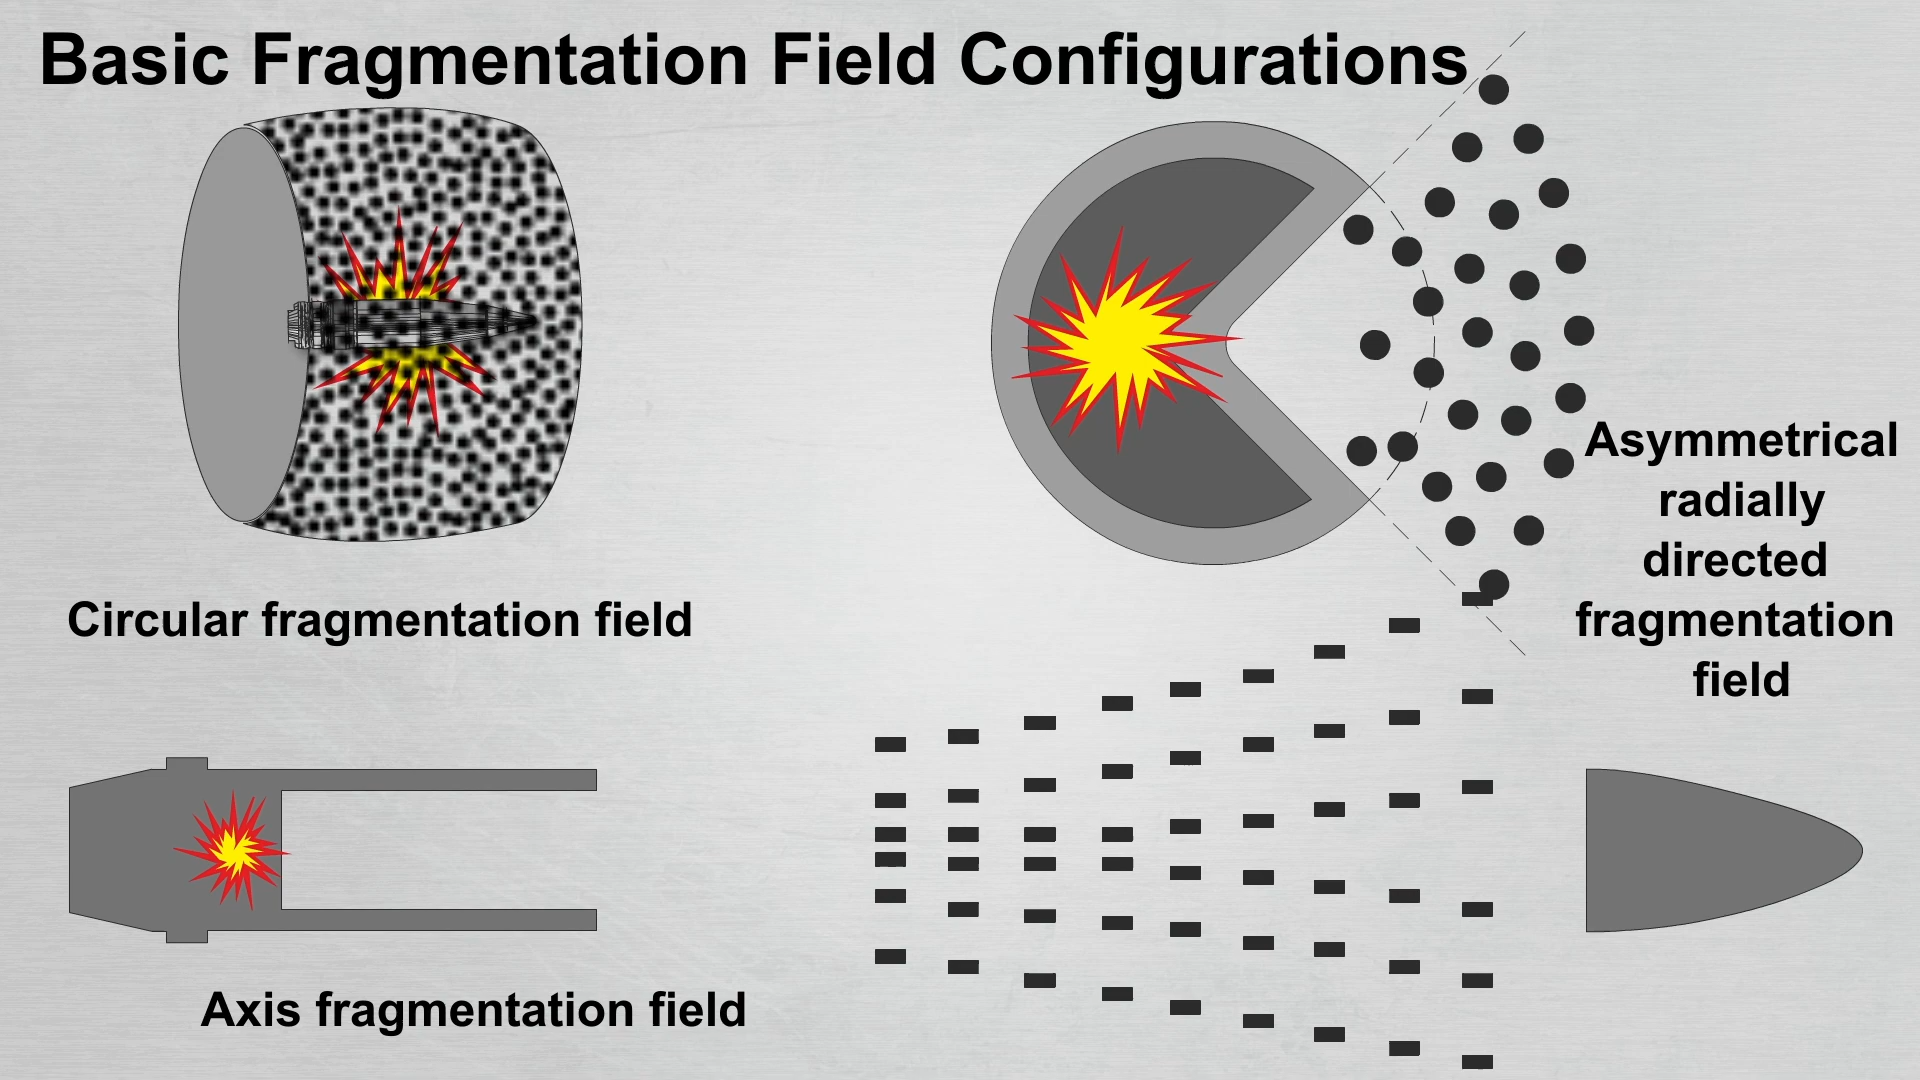 Basic Fragmentation Field Configurations
Asymmetrical
radially
directed
fragmentation
field
Circular fragmentation field
Axis fragmentation field